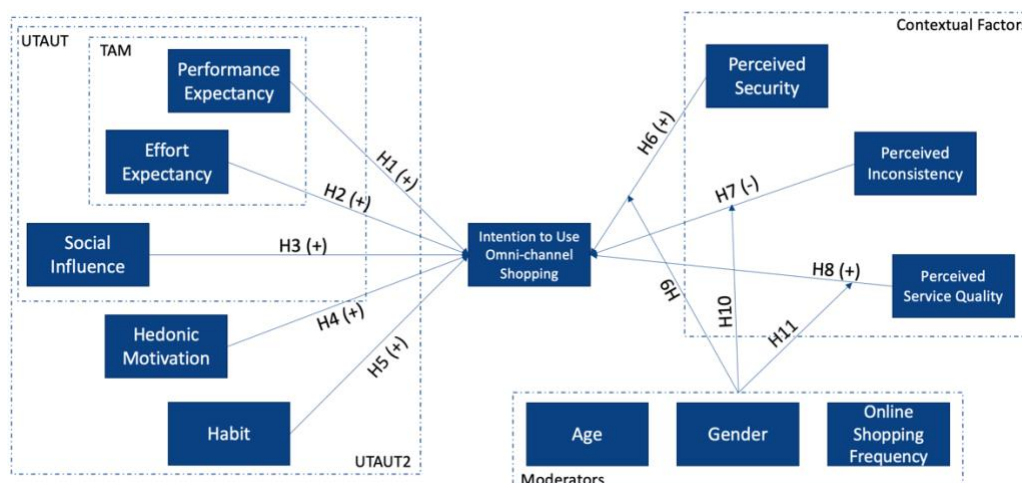 UTAUT
TAM
Performance
Expectancy
Effort
Expectancy
Social
Influence
Hedonic
Motivation
Habit
UTAUT2
H1 (+)
H2 (+)
H3 (+)
H4 (+)
H5 (+)
Intention to Use
Omni-channel
Shopping
Contextual Factors
Perceived
Security
Perceived
Inconsistency
Perceived
Service Quality
H6 (+)
H7 (-)
H8 (+)
H9
H10
H11
Age
Gender
Online
Shopping
Frequency
Moderators